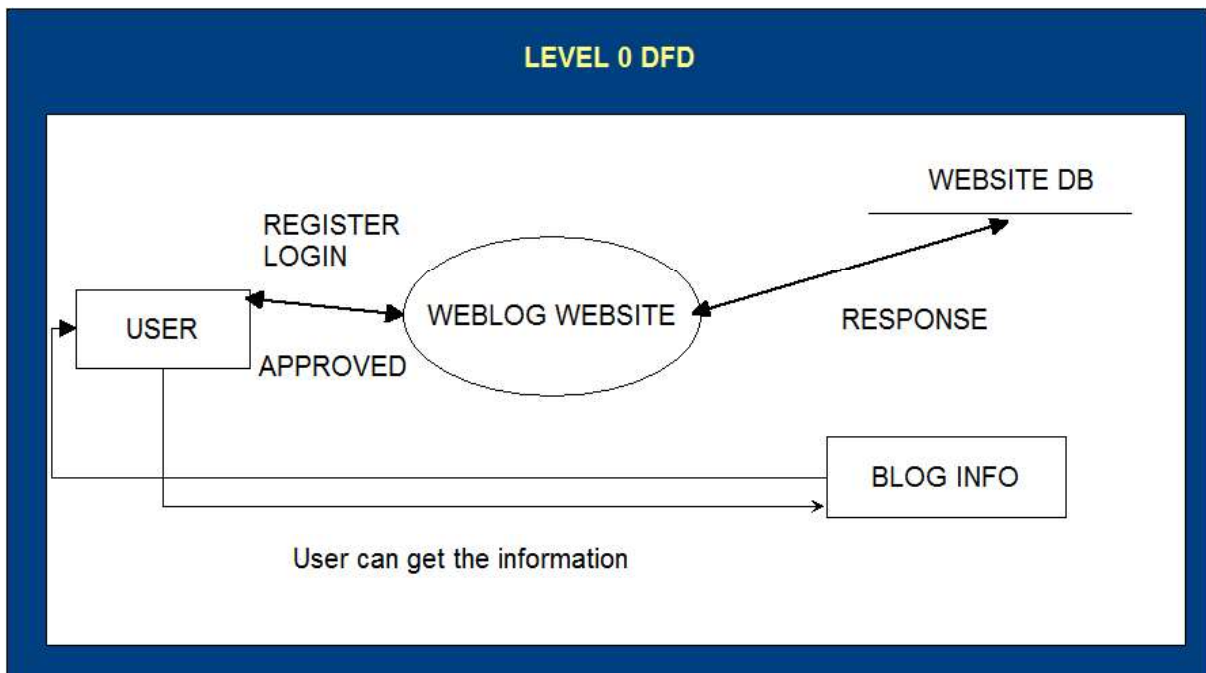 LEVEL 0 DFD
WEBSITE DB
REGISTER
LOGIN
WEBLOG WEBSITE
USER
RESPONSE
APPROVED
BLOG INFO
User can get the information